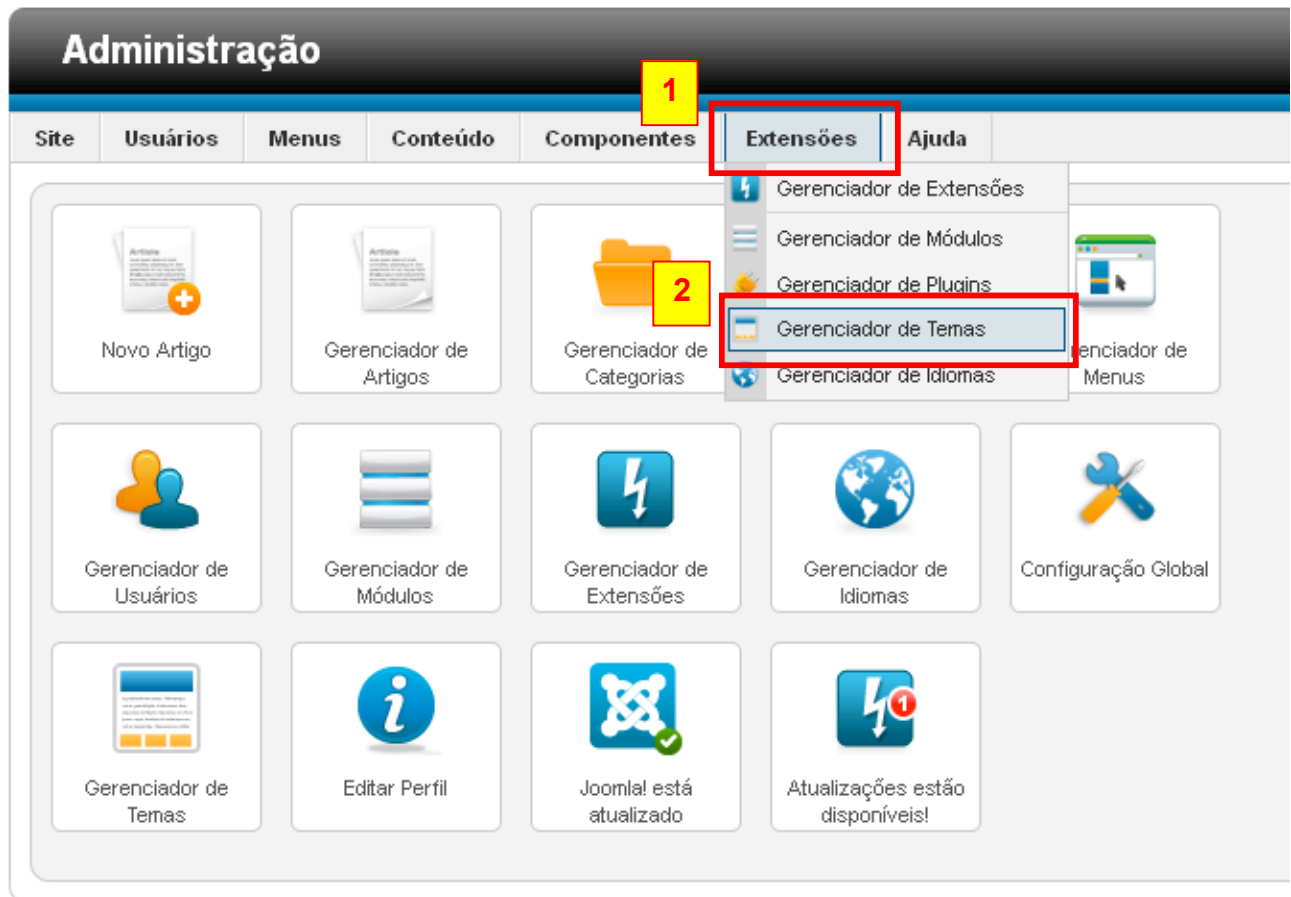 Administração
1
Site Usuários Menus Conteúdo Componentes Extensões Ajuda
Gerenciador de Extensões
Gerenciador de Módulos
Gerenciador de Plugins
2
Gerenciador de Temas
Gerenciador de Idiomas
Article
Novo Artigo
Article
Gerenciador de
Artigos
Gerenciador de
Categorias
renciador de
Menus
Gerenciador de
Usuários
Gerenciador de
Módulos
Gerenciador de
Extensões
Gerenciador de
Idiomas
Configuração Global
Gerenciador de
Temas
Editar Perfil
Joomla! está
atualizado
1
Atualizações estão
disponíveis!